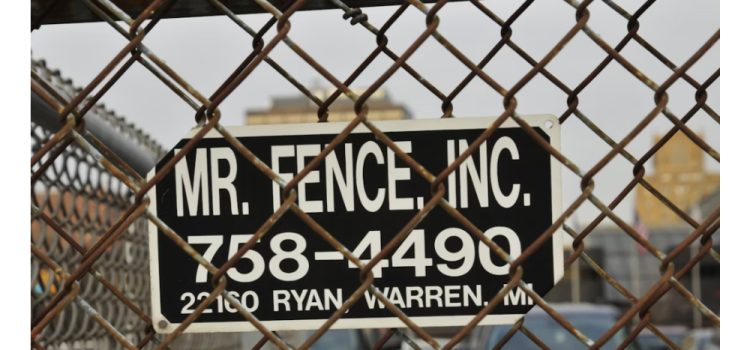 MR. FENCE, INC.
758-4490
22160 RYAN, WARREN, MI